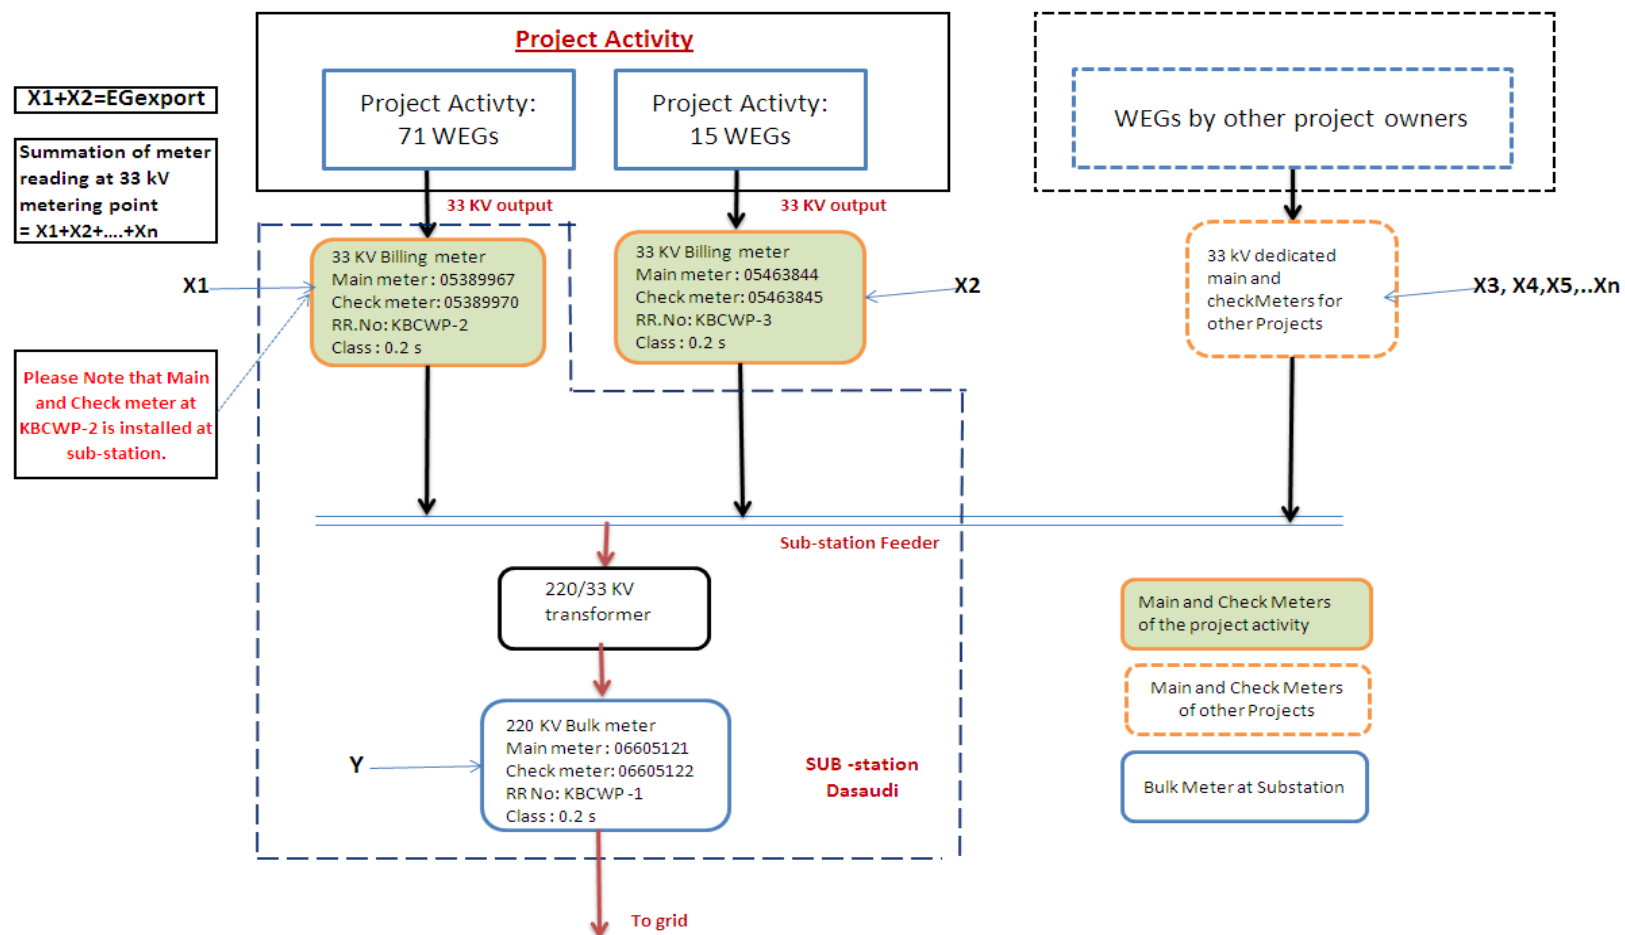 Project Activity
Project Activty:
71 WEGs
Project Activty:
15 WEGs
WEGs by other project owners
X1+X2=EGexport
Summation of meter
reading at 33 kV
metering point
= X1+X2+....+Xn
33 KV output
33 KV output
33 KV Billing meter
Main meter : 05389967
Check meter: 05389970
RR.No: KBCWP-2
Class : 0.2 s
33 KV Billing meter
Main meter : 05463844
Check meter: 05463845
RR.No: KBCWP-3
Class : 0.2 s
33 kV dedicated
main and
checkMeters for
other Projects
X1
X2
X3, X4,X5,..Xn
Please Note that Main
and Check meter at
KBCWP-2 is installed at
sub-station.
Sub-station Feeder
220/33 KV
transformer
220 KV Bulk meter
Main meter : 06605121
Check meter: 06605122
RR No: KBCWP -1
Class : 0.2 s
Y
SUB -station
Dasaudi
To grid
Main and Check Meters
of the project activity
Main and Check Meters
of other Projects
Bulk Meter at Substation